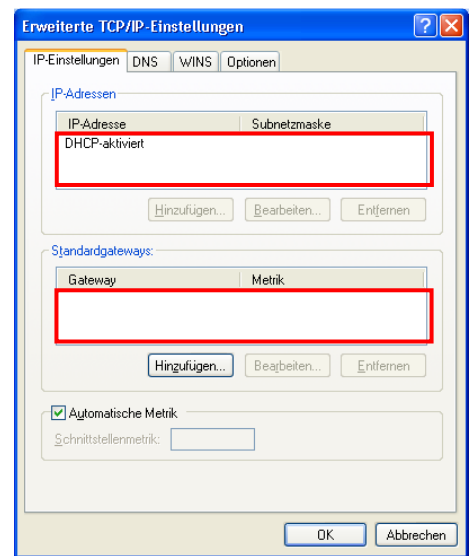 Erweiterte TCP/IP-Einstellungen
IP-Einstellungen DNS WINS Optionen
IP-Adressen
IP-Adresse Subnetzmaske
DHCP-aktiviert
Hinzufügen... Bearbeiten... Entfernen
Standardgateways:
Gateway Metrik
Hinzufügen... Bearbeiten... Entfernen
Automatische Metrik
Schnittstellenmetrik:
OK Abbrechen